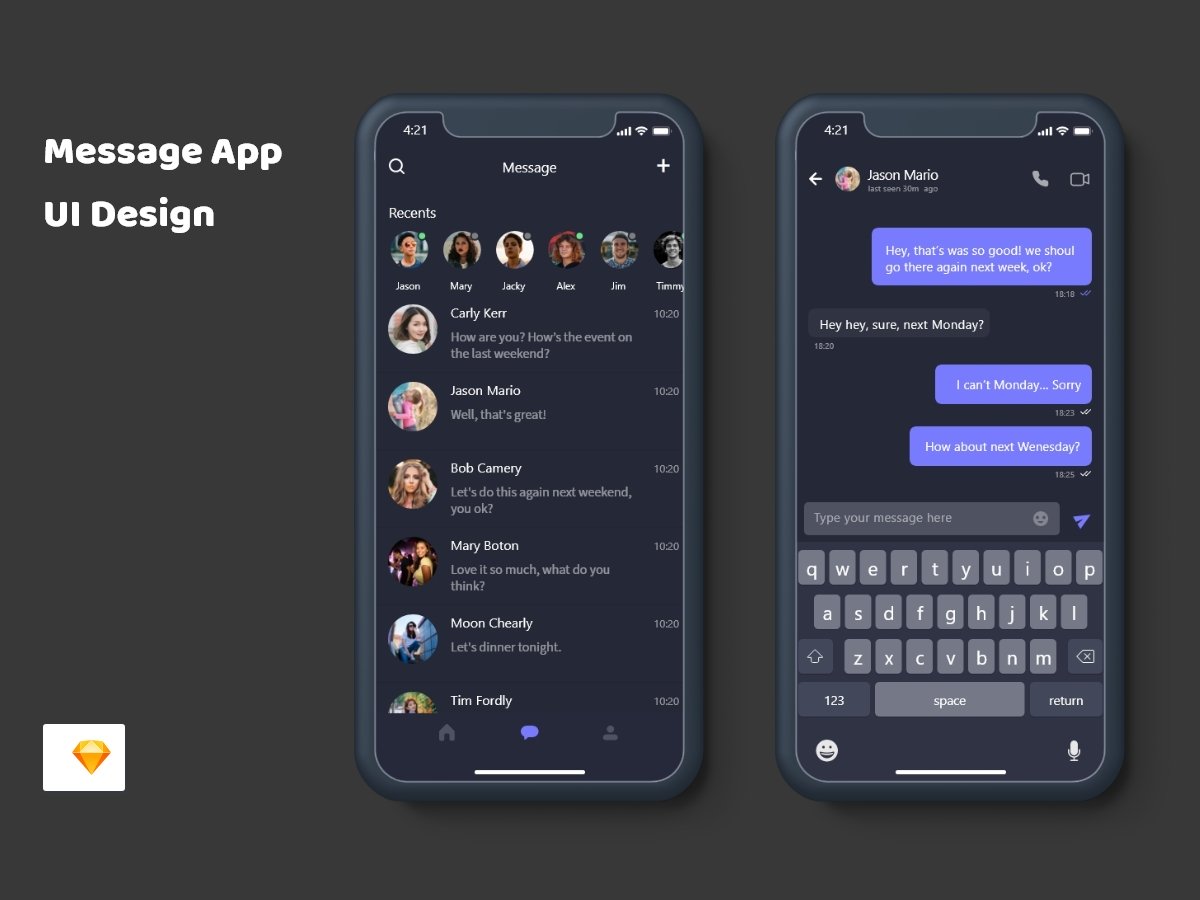 Message App
UI Design
4:21
Message
Recents
Jason Mary Jacky Alex Jim Timmy
Carly Kerr 10:20
How are you? How's the event on
the last weekend?
Jason Mario 10:20
Well, that's great!
Bob Camery 10:20
Let's do this again next weekend,
you ok?
Mary Boton 10:20
Love it so much, what do you
think?
Moon Chearly 10:20
Let's dinner tonight.
Tim Fordly 10:20
4:21
Jason Mario
last seen 30m ago
Hey, that's was so good! we shoul
go there again next week, ok?
18:18
Hey hey, sure, next Monday?
18:20
I can't Monday... Sorry
18:23
How about next Wenesday?
18:25
Type your message here
q w e r t y u i o p
a s d f g h j k l
z x c v b n m
123 space return